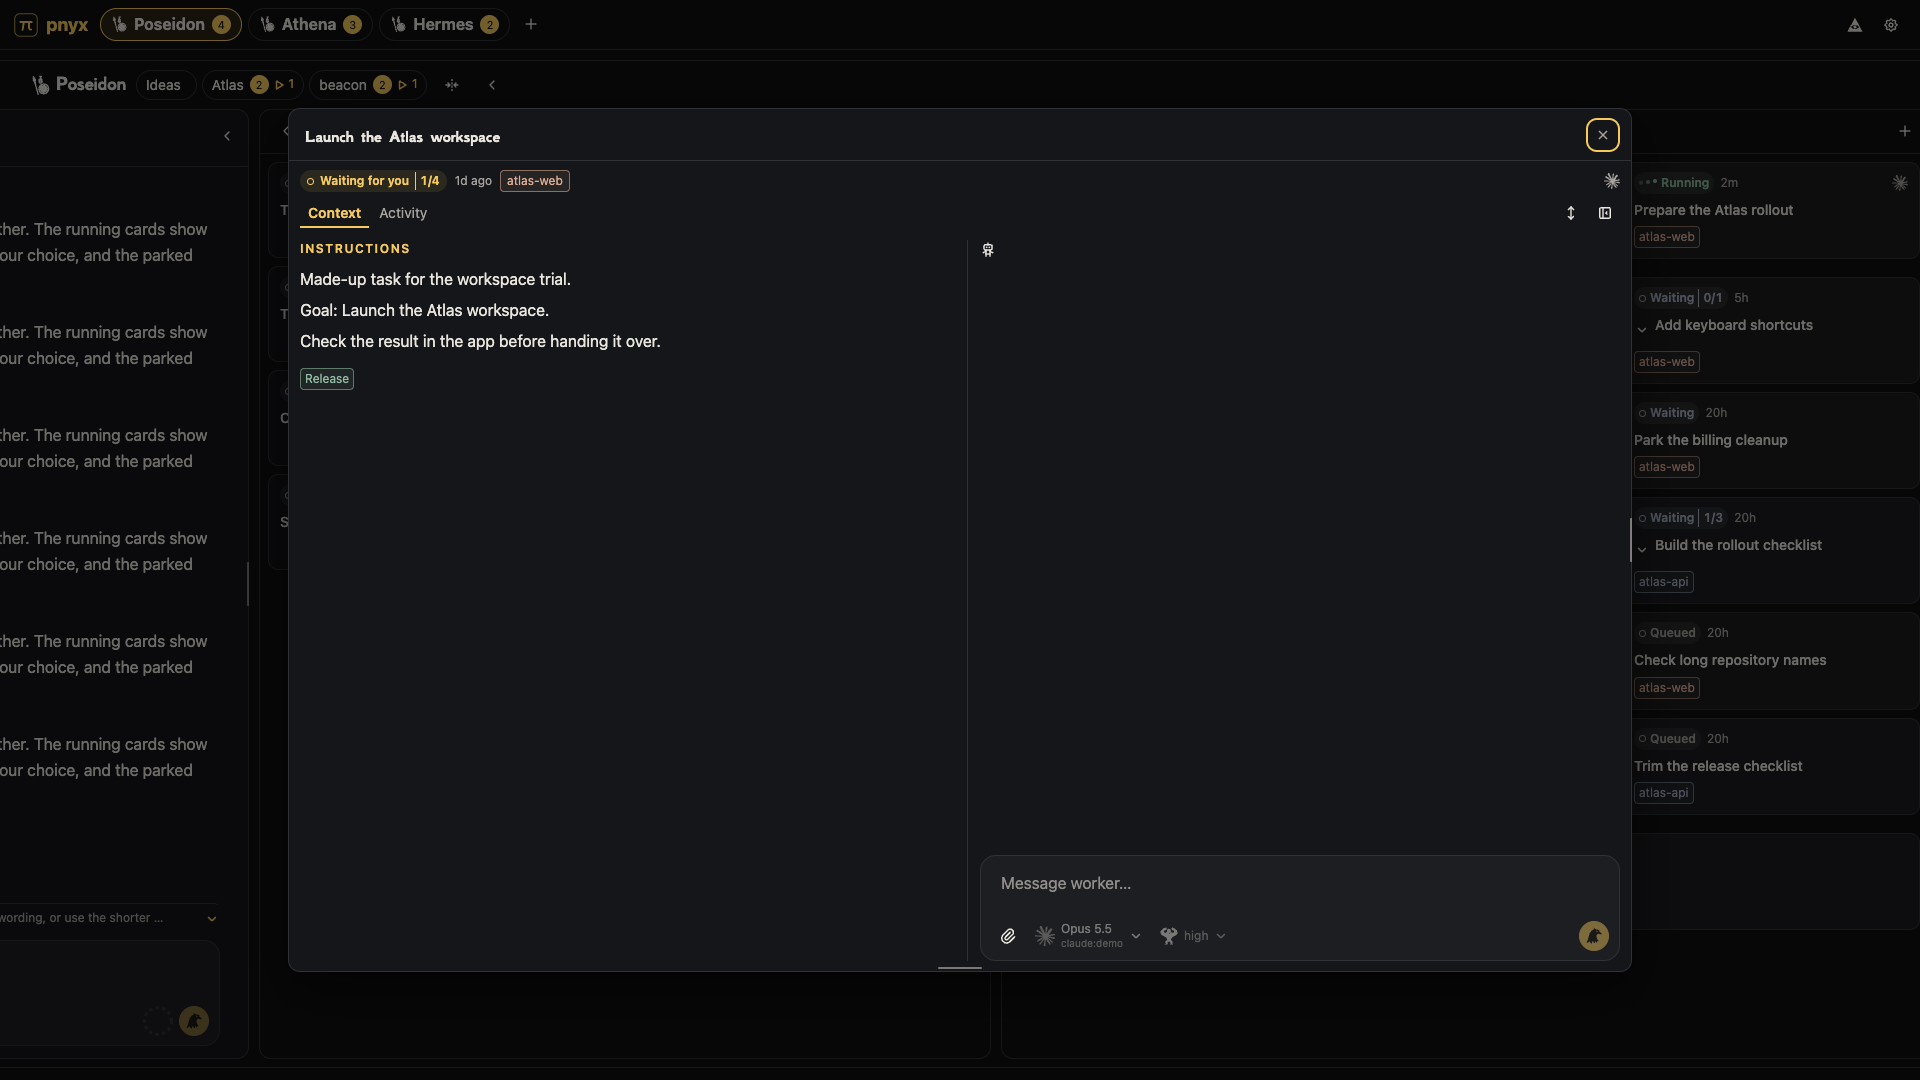 π pnyx Poseidon 4 Athena 3 Hermes 2 +
Poseidon Ideas Atlas 2 1 beacon 2 1
Launch the Atlas workspace
Waiting for you 1/4 1d ago atlas-web
Context Activity
INSTRUCTIONS
Made-up task for the workspace trial.
Goal: Launch the Atlas workspace.
Check the result in the app before handing it over.
Release
Message worker...
Opus 5.5
claude:demo
high
ther. The running cards show
our choice, and the parked
ther. The running cards show
our choice, and the parked
ther. The running cards show
our choice, and the parked
ther. The running cards show
our choice, and the parked
ther. The running cards show
our choice, and the parked
ther. The running cards show
our choice, and the parked
wording, or use the shorter ...
T
T
C
S
Running 2m
Prepare the Atlas rollout
atlas-web
Waiting 0/1 5h
Add keyboard shortcuts
atlas-web
Waiting 20h
Park the billing cleanup
atlas-web
Waiting 1/3 20h
Build the rollout checklist
atlas-api
Queued 20h
Check long repository names
atlas-web
Queued 20h
Trim the release checklist
atlas-api